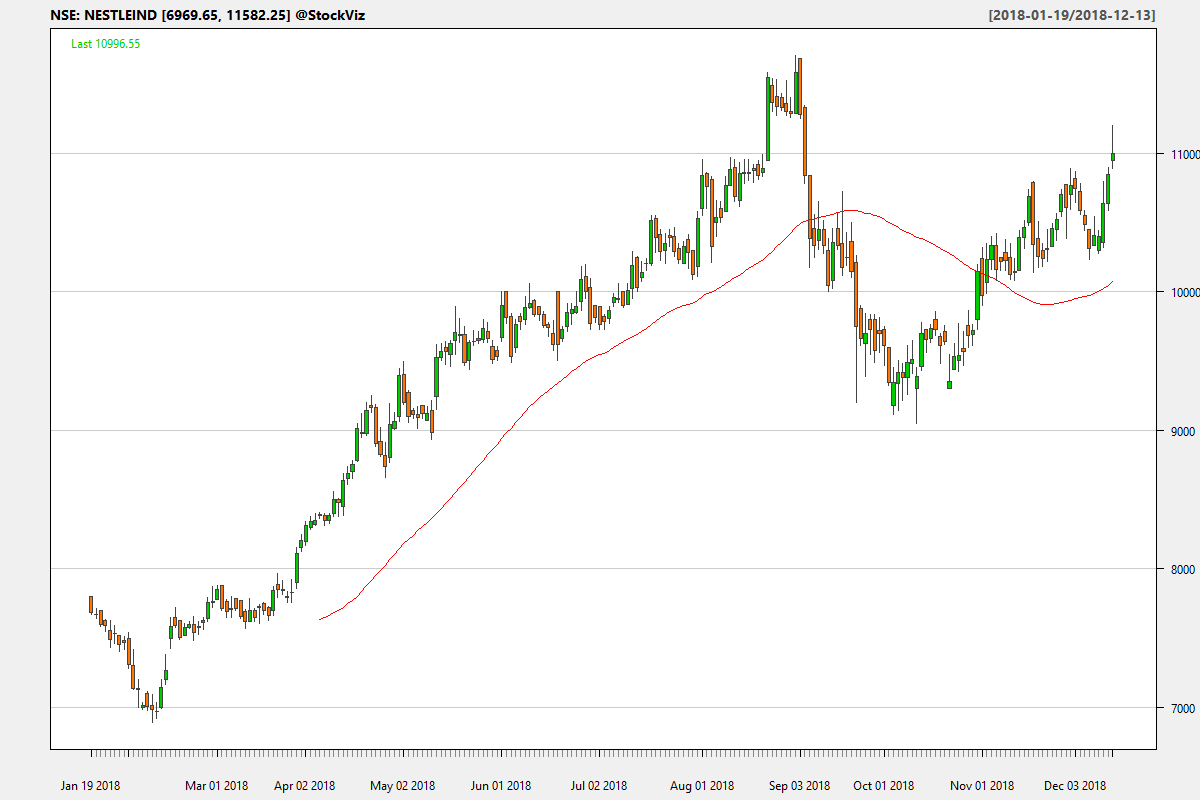 NSE: NESTLEIND [6969.65, 11582.25] @StockViz
[2018-01-19/2018-12-13]
Last 10996.55
11000
10000
9000
8000
7000
Jan 19 2018
Mar 01 2018
Apr 02 2018
May 02 2018
Jun 01 2018
Jul 02 2018
Aug 01 2018
Sep 03 2018
Oct 01 2018
Nov 01 2018
Dec 03 2018